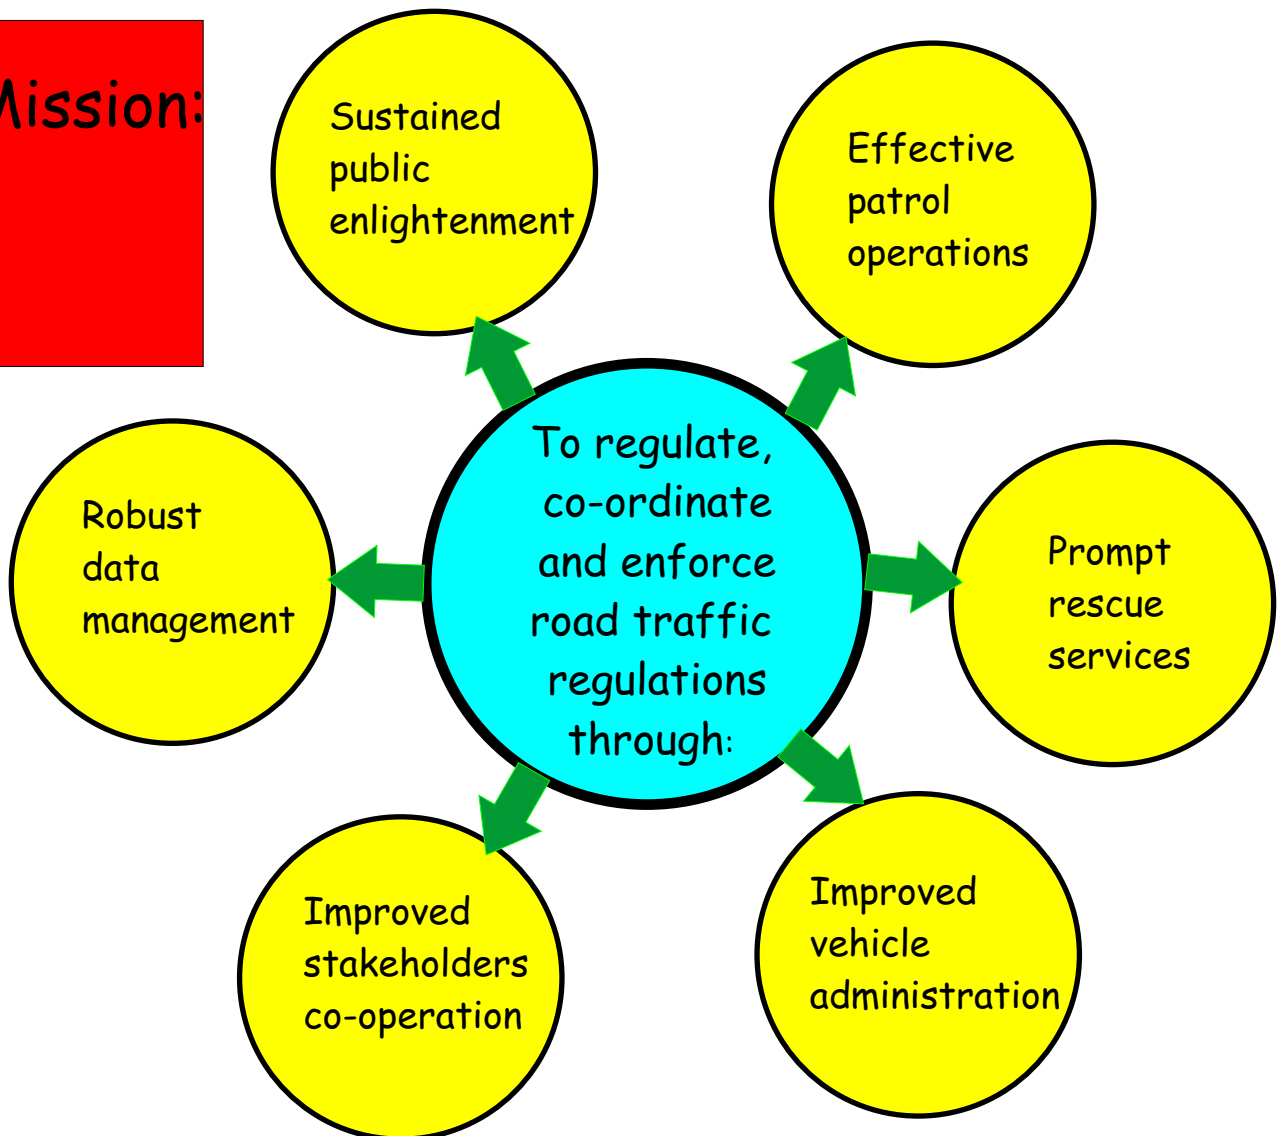 Mission:
Sustained
public
enlightenment
Effective
patrol
operations
To regulate,
co-ordinate
and enforce
road traffic
regulations
through:
Robust
data
management
Prompt
rescue
services
Improved
stakeholders
co-operation
Improved
vehicle
administration